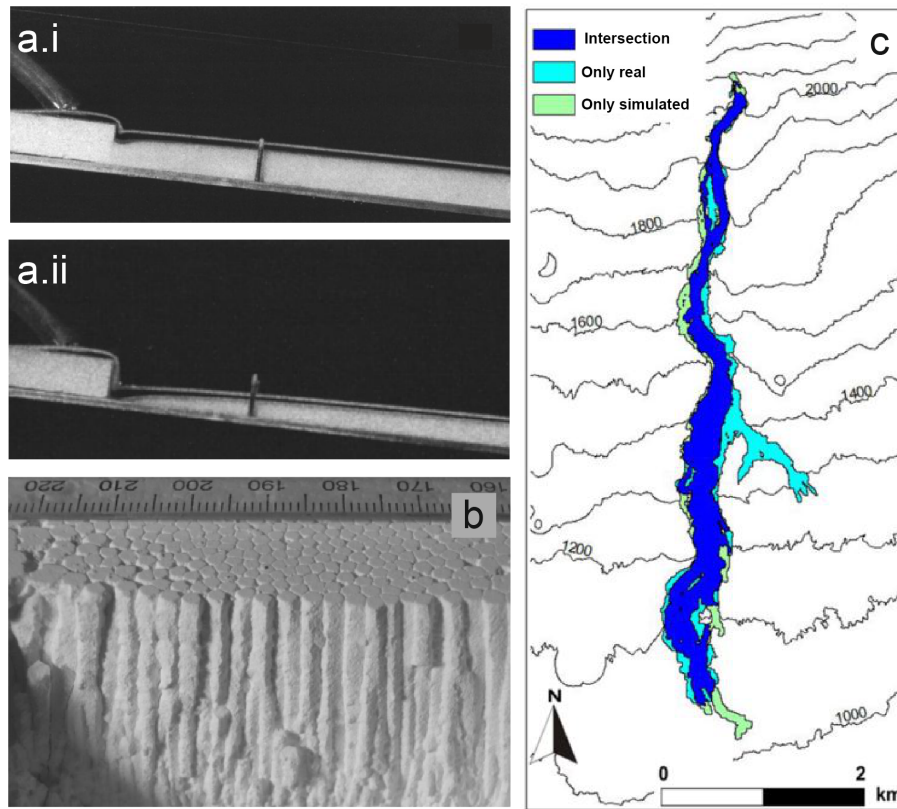 a.i
a.ii
220 210 200 190 180 170 160
b
c
Intersection
Only real
Only simulated
2000
1800
1600
1400
1200
1000
N
0 2
km